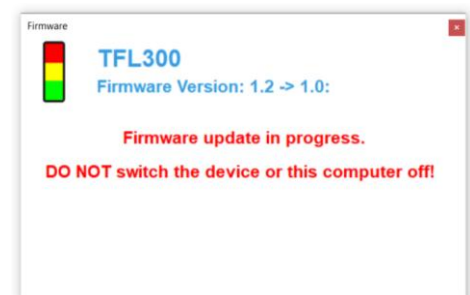 Firmware
TFL300
Firmware Version: 1.2 -> 1.0:
Firmware update in progress.
DO NOT switch the device or this computer off!